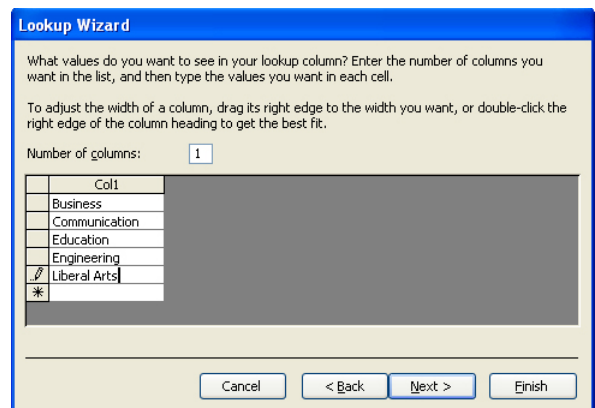 Lookup Wizard
What values do you want to see in your lookup column? Enter the number of columns you
want in the list, and then type the values you want in each cell.
To adjust the width of a column, drag its right edge to the width you want, or double-click the
right edge of the column heading to get the best fit.
Number of columns: 1
Col1
Business
Communication
Education
Engineering
Liberal Arts
Cancel < Back Next > Finish